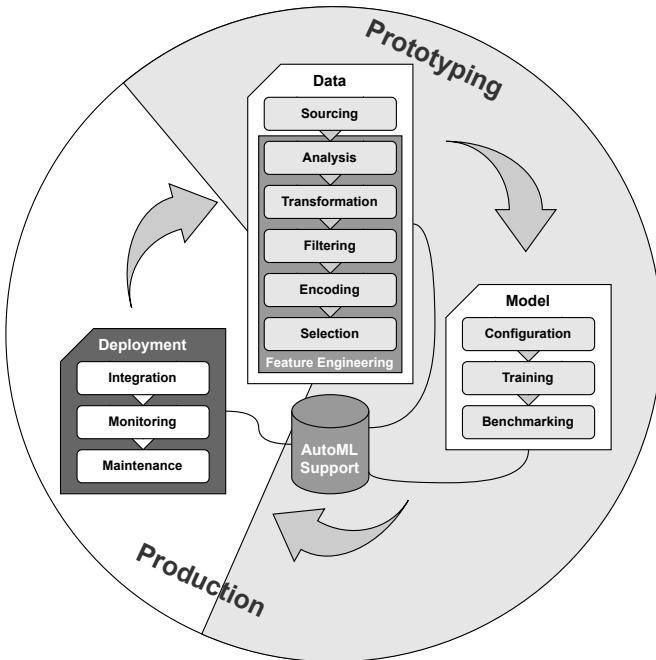 Prototyping
Data
Sourcing
Analysis
Transformation
Filtering
Encoding
Selection
Feature Engineering
Model
Configuration
Training
Benchmarking
Deployment
Integration
Monitoring
Maintenance
AutoML
Support
Production